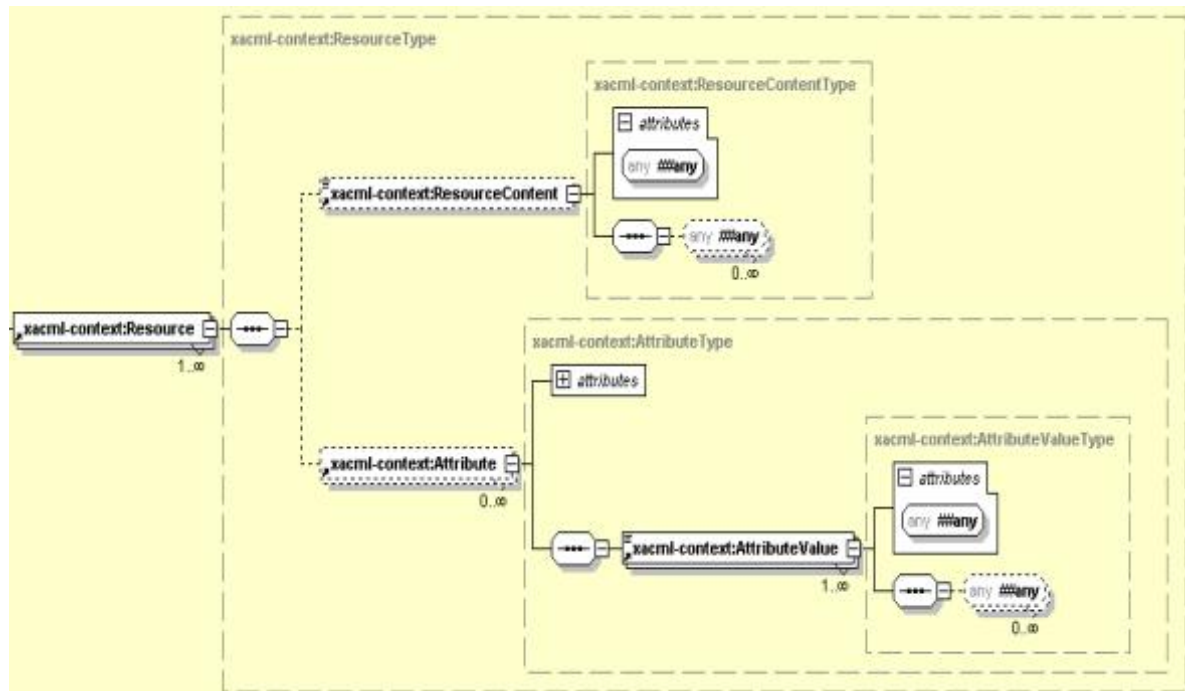 xacml-context:ResourceType
xacml-context:ResourceContentType
attributes
any ##any
xacml-context:ResourceContent
any ##any
0..∞
xacml-context:Resource
1..∞
xacml-context:AttributeType
attributes
xacml-context:Attribute
0..∞
xacml-context:AttributeValueType
attributes
any ##any
xacml-context:AttributeValue
1..∞
any ##any
0..∞